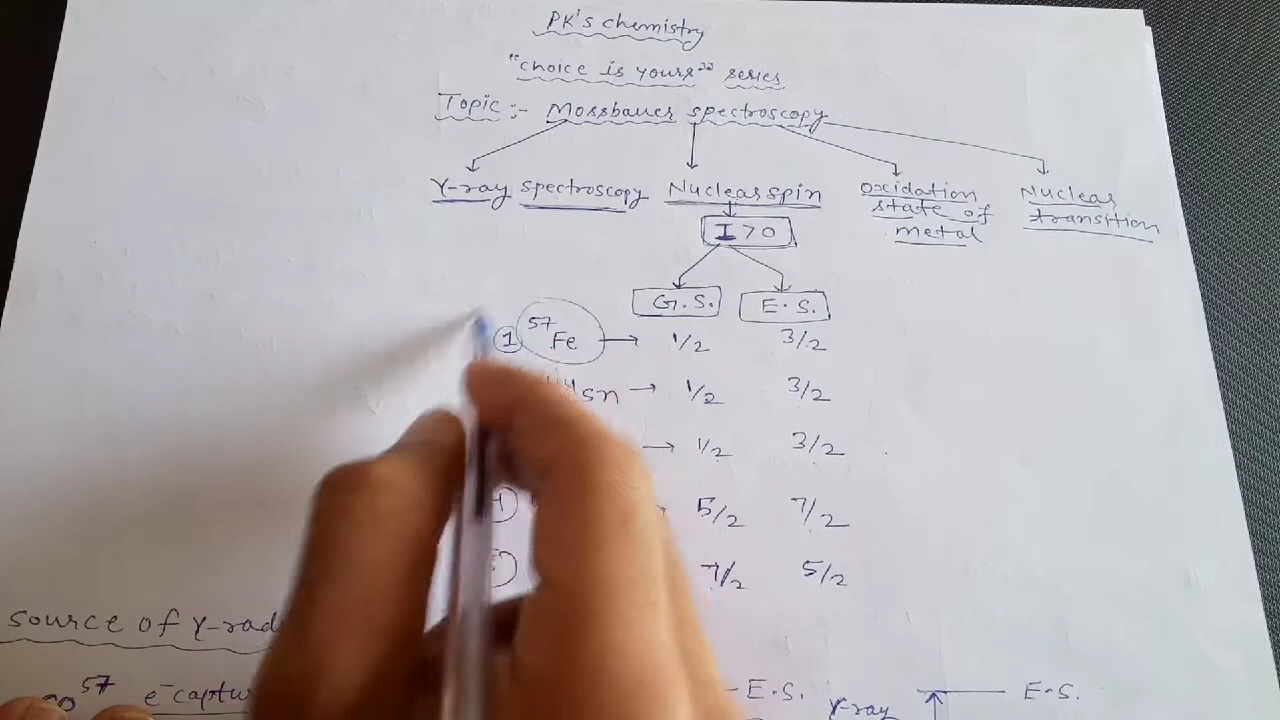 PK's chemistry
"choice is yours" series
Topic :- Mossbauer spectroscopy
γ-ray spectroscopy Nuclear spin oxidation state of metal Nuclear transition
I > 0
G.S. E.S.
① 57Fe → 1/2 3/2
Sn → 1/2 3/2
→ 1/2 3/2
5/2 7/2
7/2 5/2
source of γ-rad
57 e⁻captu
E.S. γ-ray E.S.